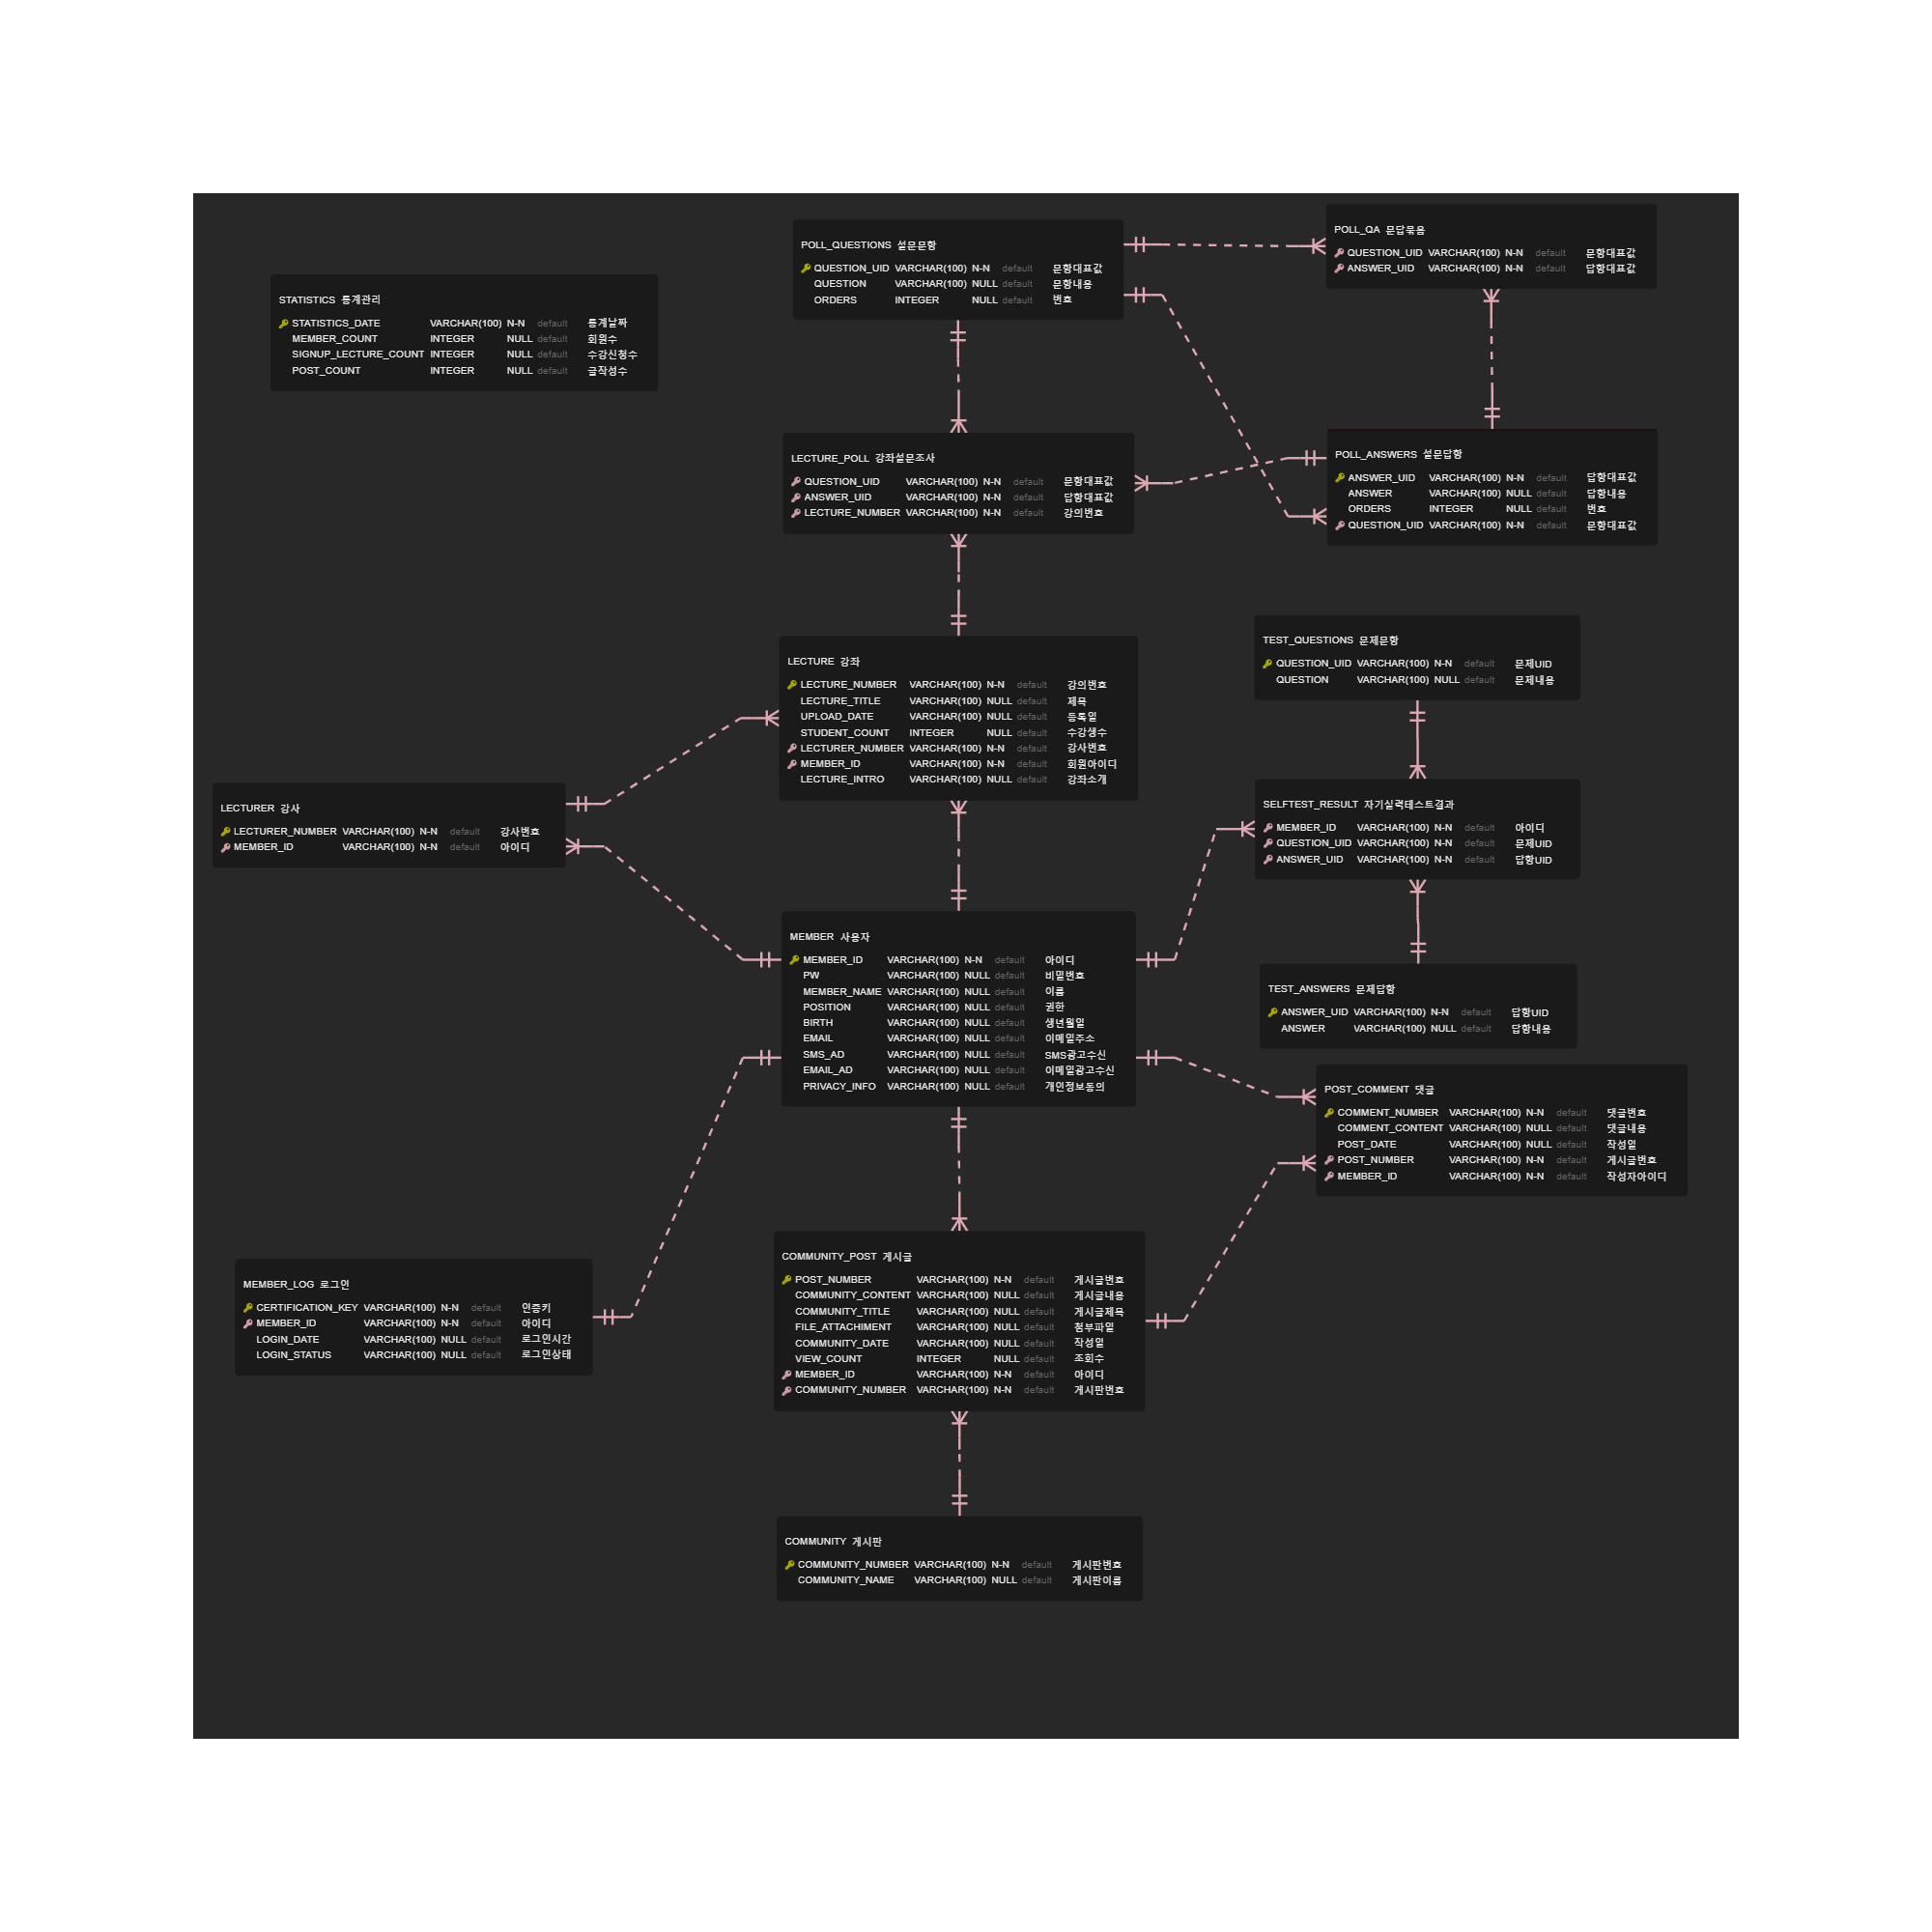 POLL_QUESTIONS 설문문항
QUESTION_UID VARCHAR(100) N-N default 문항대표값
QUESTION VARCHAR(100) NULL default 문항내용
ORDERS INTEGER NULL default 번호
POLL_QA 문답묶음
QUESTION_UID VARCHAR(100) N-N default 문항대표값
ANSWER_UID VARCHAR(100) N-N default 답항대표값
STATISTICS 통계관리
STATISTICS_DATE VARCHAR(100) N-N default 통계날짜
MEMBER_COUNT INTEGER NULL default 회원수
SIGNUP_LECTURE_COUNT INTEGER NULL default 수강신청수
POST_COUNT INTEGER NULL default 글작성수
LECTURE_POLL 강좌설문조사
QUESTION_UID VARCHAR(100) N-N default 문항대표값
ANSWER_UID VARCHAR(100) N-N default 답항대표값
LECTURE_NUMBER VARCHAR(100) N-N default 강의번호
POLL_ANSWERS 설문답항
ANSWER_UID VARCHAR(100) N-N default 답항대표값
ANSWER VARCHAR(100) NULL default 답항내용
ORDERS INTEGER NULL default 번호
QUESTION_UID VARCHAR(100) N-N default 문항대표값
LECTURE 강좌
LECTURE_NUMBER VARCHAR(100) N-N default 강의번호
LECTURE_TITLE VARCHAR(100) NULL default 제목
UPLOAD_DATE VARCHAR(100) NULL default 등록일
STUDENT_COUNT INTEGER NULL default 수강생수
LECTURER_NUMBER VARCHAR(100) N-N default 강사번호
MEMBER_ID VARCHAR(100) N-N default 회원아이디
LECTURE_INTRO VARCHAR(100) NULL default 강좌소개
TEST_QUESTIONS 문제문항
QUESTION_UID VARCHAR(100) N-N default 문제UID
QUESTION VARCHAR(100) NULL default 문제내용
LECTURER 강사
LECTURER_NUMBER VARCHAR(100) N-N default 강사번호
MEMBER_ID VARCHAR(100) N-N default 아이디
SELFTEST_RESULT 자기실력테스트결과
MEMBER_ID VARCHAR(100) N-N default 아이디
QUESTION_UID VARCHAR(100) N-N default 문제UID
ANSWER_UID VARCHAR(100) N-N default 답항UID
MEMBER 사용자
MEMBER_ID VARCHAR(100) N-N default 아이디
PW VARCHAR(100) NULL default 비밀번호
MEMBER_NAME VARCHAR(100) NULL default 이름
POSITION VARCHAR(100) NULL default 권한
BIRTH VARCHAR(100) NULL default 생년월일
EMAIL VARCHAR(100) NULL default 이메일주소
SMS_AD VARCHAR(100) NULL default SMS광고수신
EMAIL_AD VARCHAR(100) NULL default 이메일광고수신
PRIVACY_INFO VARCHAR(100) NULL default 개인정보동의
TEST_ANSWERS 문제답항
ANSWER_UID VARCHAR(100) N-N default 답항UID
ANSWER VARCHAR(100) NULL default 답항내용
POST_COMMENT 댓글
COMMENT_NUMBER VARCHAR(100) N-N default 댓글번호
COMMENT_CONTENT VARCHAR(100) NULL default 댓글내용
POST_DATE VARCHAR(100) NULL default 작성일
POST_NUMBER VARCHAR(100) N-N default 게시글번호
MEMBER_ID VARCHAR(100) N-N default 작성자아이디
MEMBER_LOG 로그인
CERTIFICATION_KEY VARCHAR(100) N-N default 인증키
MEMBER_ID VARCHAR(100) N-N default 아이디
LOGIN_DATE VARCHAR(100) NULL default 로그인시간
LOGIN_STATUS VARCHAR(100) NULL default 로그인상태
COMMUNITY_POST 게시글
POST_NUMBER VARCHAR(100) N-N default 게시글번호
COMMUNITY_CONTENT VARCHAR(100) NULL default 게시글내용
COMMUNITY_TITLE VARCHAR(100) NULL default 게시글제목
FILE_ATTACHIMENT VARCHAR(100) NULL default 첨부파일
COMMUNITY_DATE VARCHAR(100) NULL default 작성일
VIEW_COUNT INTEGER NULL default 조회수
MEMBER_ID VARCHAR(100) N-N default 아이디
COMMUNITY_NUMBER VARCHAR(100) N-N default 게시판번호
COMMUNITY 게시판
COMMUNITY_NUMBER VARCHAR(100) N-N default 게시판번호
COMMUNITY_NAME VARCHAR(100) NULL default 게시판이름